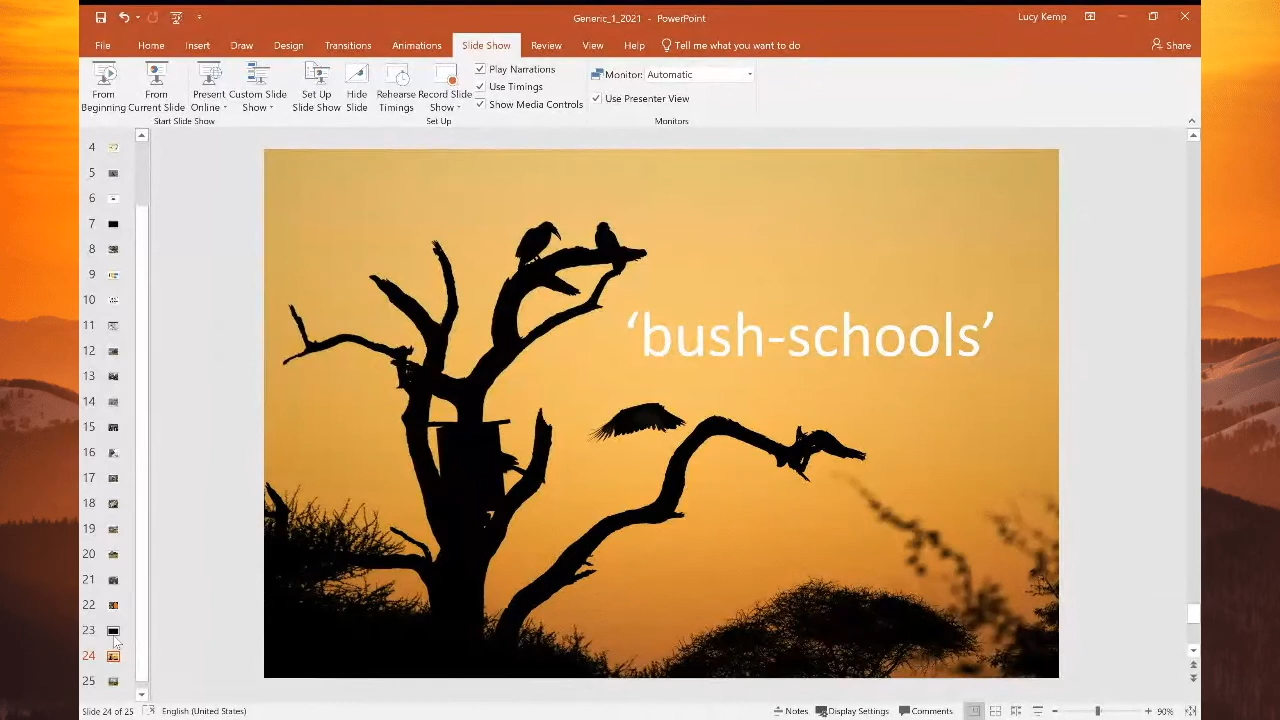 Generic_1_2021 - PowerPoint
Lucy Kemp
File Home Insert Draw Design Transitions Animations Slide Show Review View Help Tell me what you want to do Share
From Beginning
From Current Slide
Present Online
Custom Slide Show
Set Up Slide Show
Hide Slide
Rehearse Timings
Record Slide Show
Play Narrations
Use Timings
Show Media Controls
Monitor: Automatic
Use Presenter View
Start Slide Show
Set Up
Monitors
4
5
6
7
8
9
10
11
12
13
14
15
16
17
18
19
20
21
22
23
24
25
‘bush-schools’
Slide 24 of 25 English (United States) Notes Display Settings Comments 90%